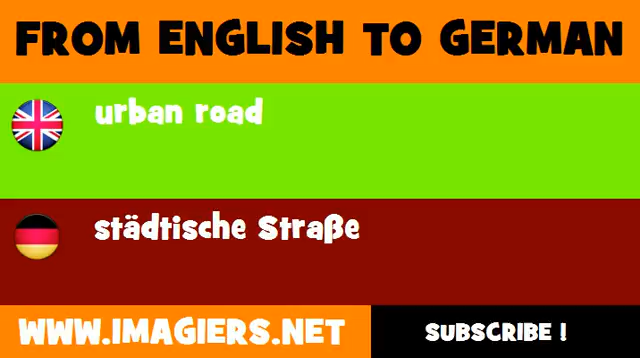 FROM ENGLISH TO GERMAN
urban road
städtische Straße
WWW.IMAGIERS.NET
SUBSCRIBE !